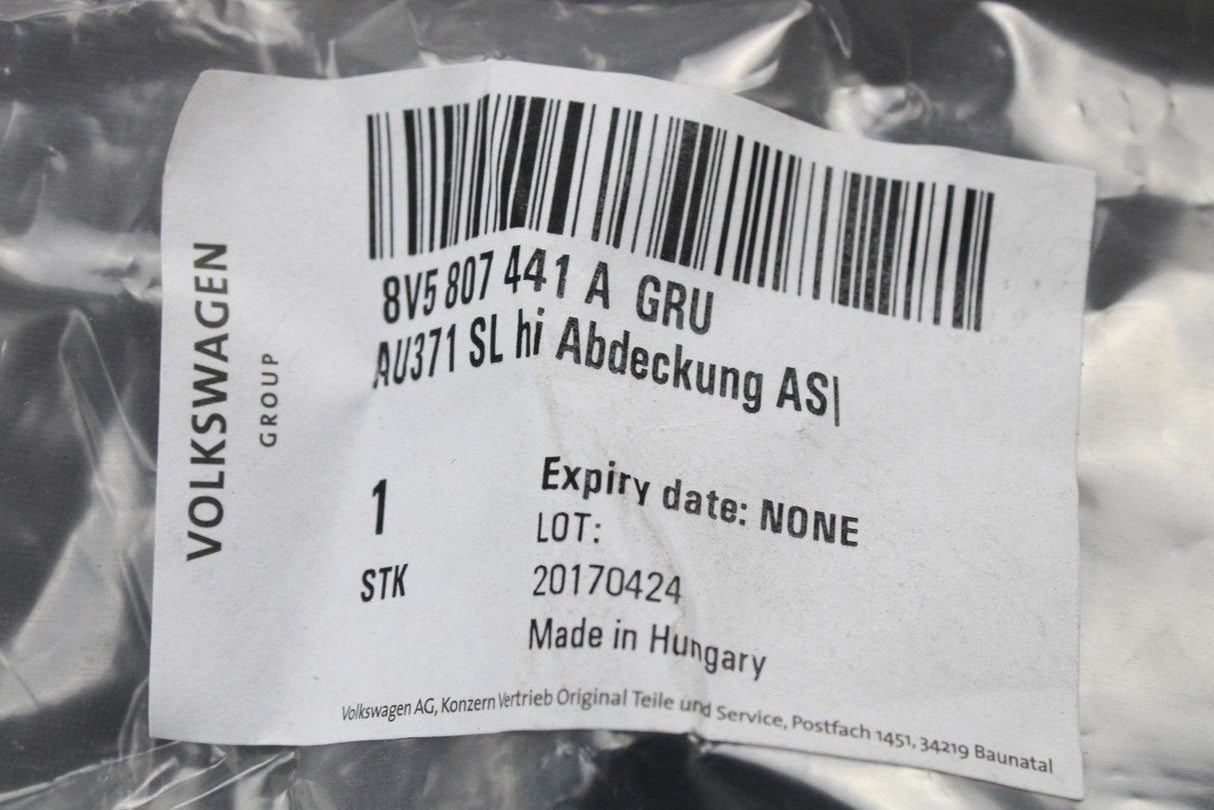 VOLKSWAGEN
GROUP
8V5 807 441 A GRU
AU371 SL hi Abdeckung AS|
1
STK
Expiry date: NONE
LOT:
20170424
Made in Hungary
Volkswagen AG, Konzern Vertrieb Original Teile und Service, Postfach 1451, 34219 Baunatal